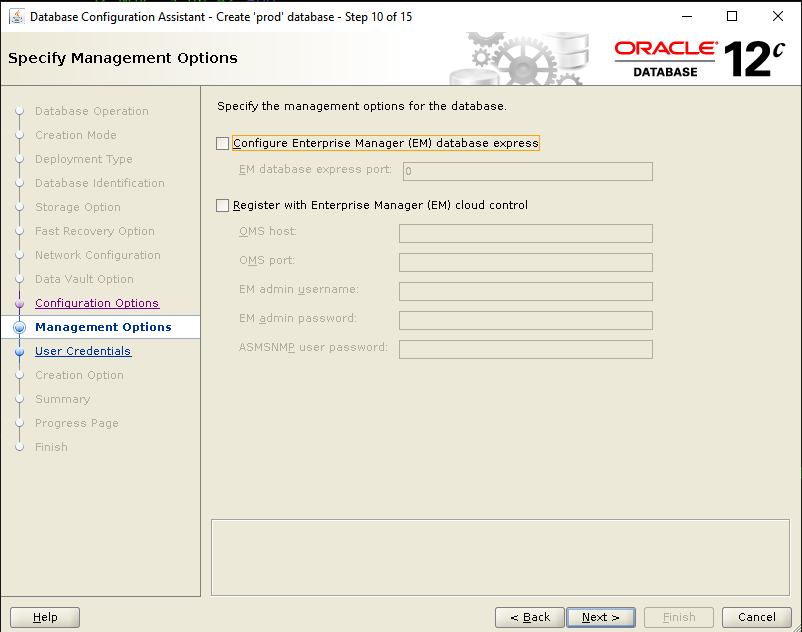 Database Configuration Assistant - Create 'prod' database - Step 10 of 15
Specify Management Options
ORACLE
DATABASE
12c
Database Operation
Creation Mode
Deployment Type
Database Identification
Storage Option
Fast Recovery Option
Network Configuration
Data Vault Option
Configuration Options
Management Options
User Credentials
Creation Option
Summary
Progress Page
Finish
Specify the management options for the database.
Configure Enterprise Manager (EM) database express
EM database express port: 0
Register with Enterprise Manager (EM) cloud control
OMS host:
OMS port:
EM admin username:
EM admin password:
ASMSNMP user password:
Help < Back Next > Finish Cancel